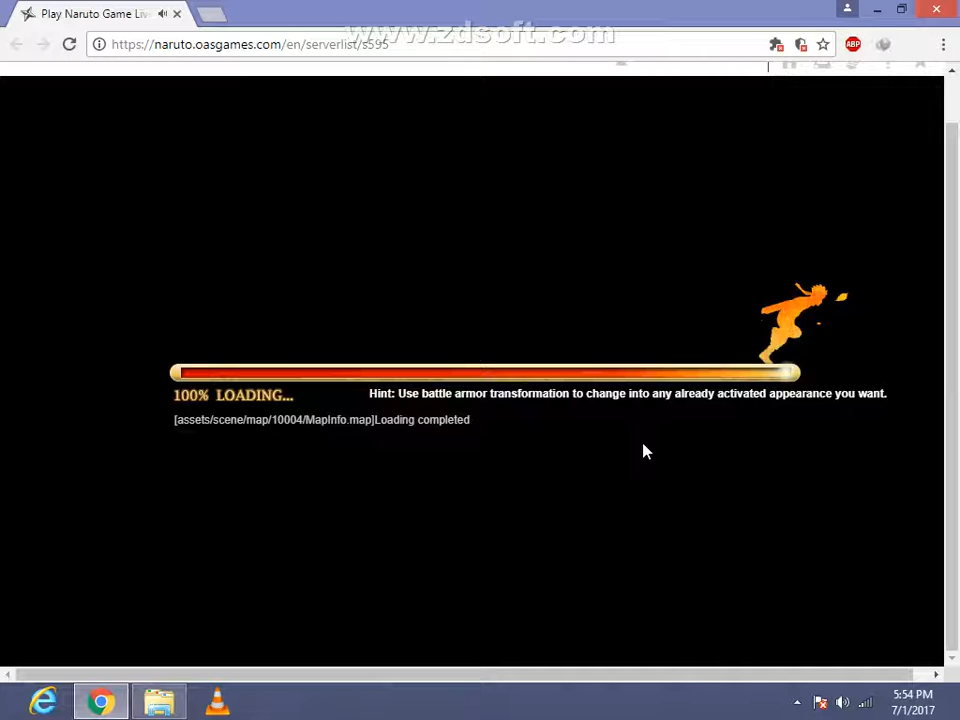 Play Naruto Game Liv
www.zdsoft.com
https://naruto.oasgames.com/en/serverlist/s595
ABP
100% LOADING...
Hint: Use battle armor transformation to change into any already activated appearance you want.
[assets/scene/map/10004/MapInfo.map]Loading completed
5:54 PM
7/1/2017